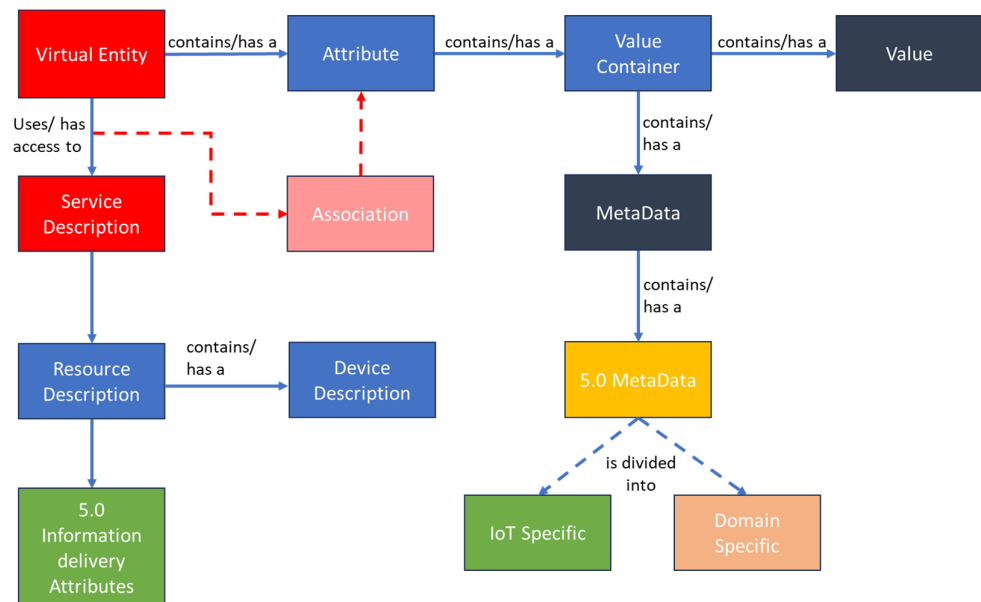 Virtual Entity
contains/has a
Attribute
contains/has a
Value
Container
contains/has a
Value
Uses/ has
access to
contains/
has a
Service
Description
Association
MetaData
contains/
has a
Resource
Description
contains/
has a
Device
Description
5.0 MetaData
is divided
into
5.0
Information
delivery
Attributes
IoT Specific
Domain
Specific